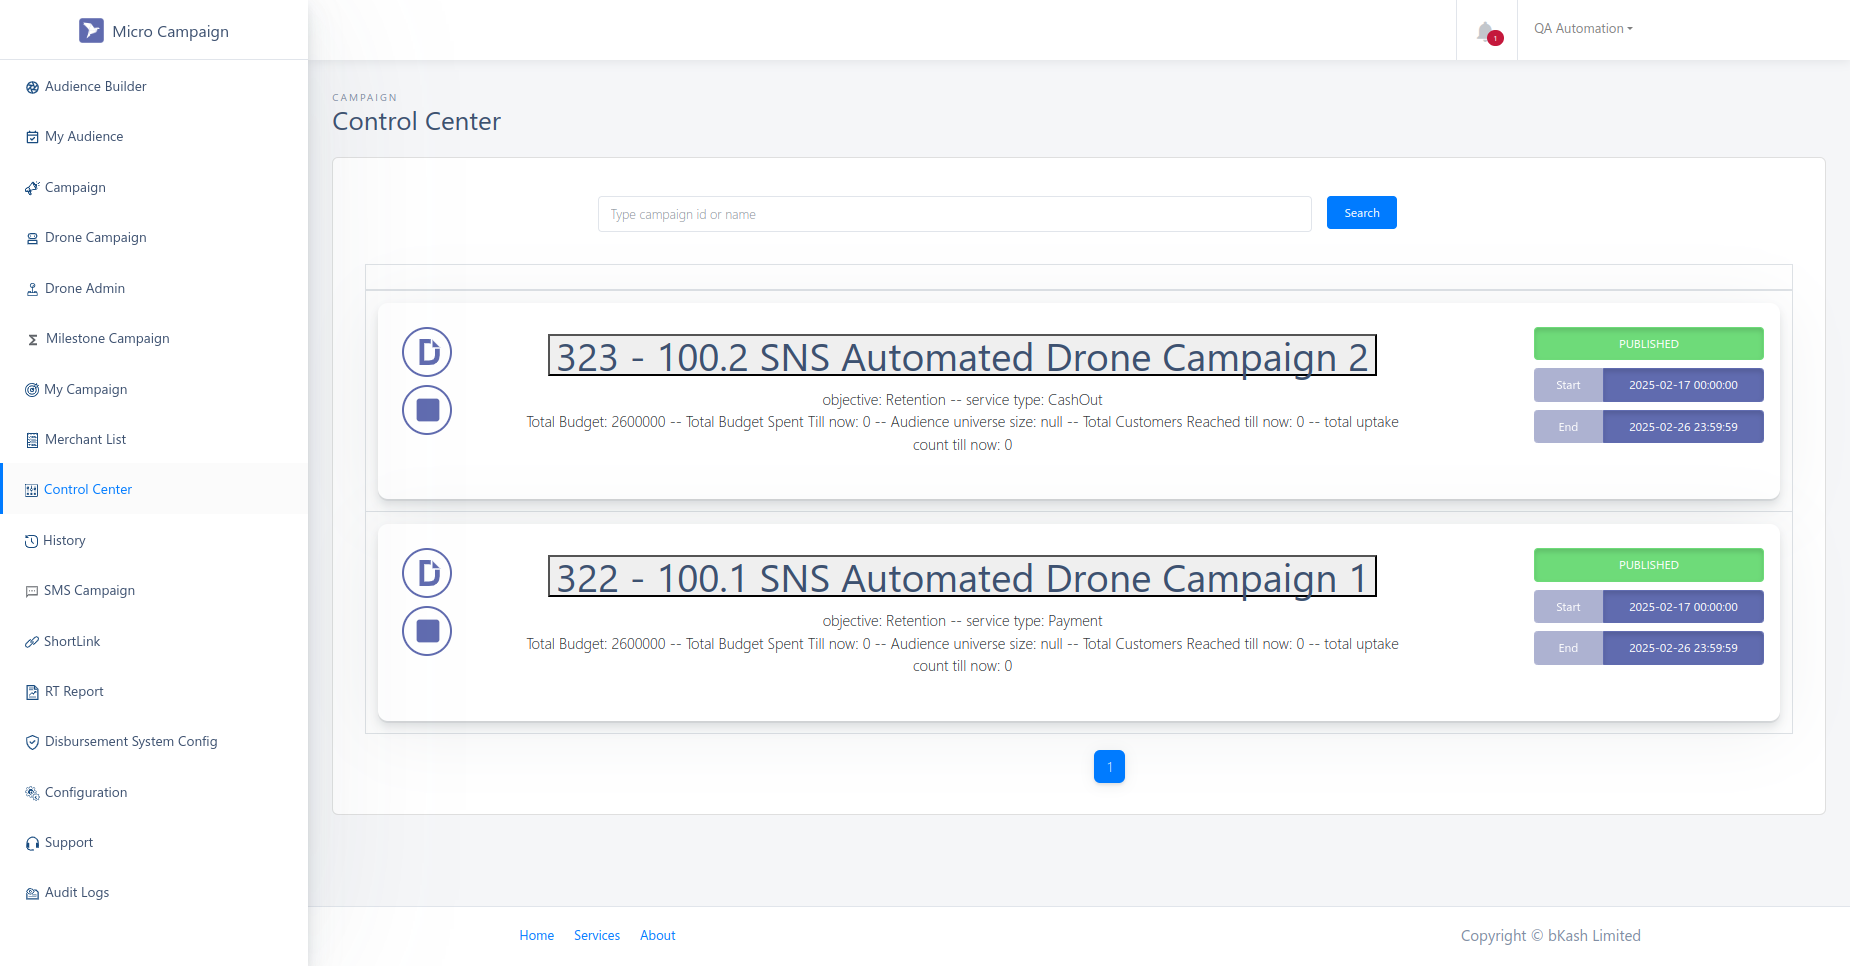 Micro Campaign
1
QA Automation
Audience Builder
My Audience
Campaign
Drone Campaign
Drone Admin
Milestone Campaign
My Campaign
Merchant List
Control Center
History
SMS Campaign
ShortLink
RT Report
Disbursement System Config
Configuration
Support
Audit Logs
CAMPAIGN
Control Center
Type campaign id or name
Search
323 - 100.2 SNS Automated Drone Campaign 2
objective: Retention -- service type: CashOut
Total Budget: 2600000 -- Total Budget Spent Till now: 0 -- Audience universe size: null -- Total Customers Reached till now: 0 -- total uptake
count till now: 0
PUBLISHED
Start 2025-02-17 00:00:00
End 2025-02-26 23:59:59
322 - 100.1 SNS Automated Drone Campaign 1
objective: Retention -- service type: Payment
Total Budget: 2600000 -- Total Budget Spent Till now: 0 -- Audience universe size: null -- Total Customers Reached till now: 0 -- total uptake
count till now: 0
PUBLISHED
Start 2025-02-17 00:00:00
End 2025-02-26 23:59:59
1
Home Services About
Copyright © bKash Limited